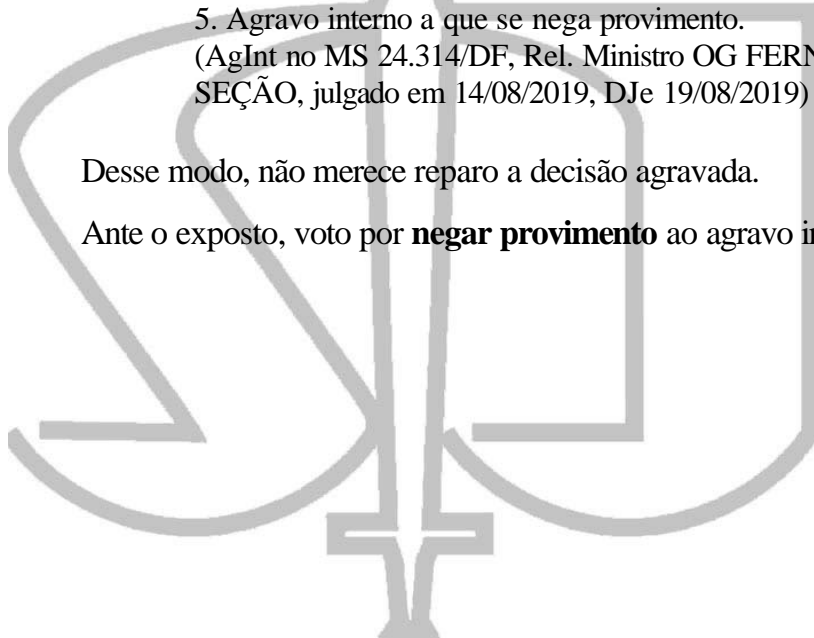 5. Agravo interno a que se nega provimento.
(AgInt no MS 24.314/DF, Rel. Ministro OG
SEÇÃO, julgado em 14/08/2019, DJe 19/08/2019)
Desse modo, não merece reparo a decisão agravada.
Ante o exposto, voto por negar provimento ao agravo